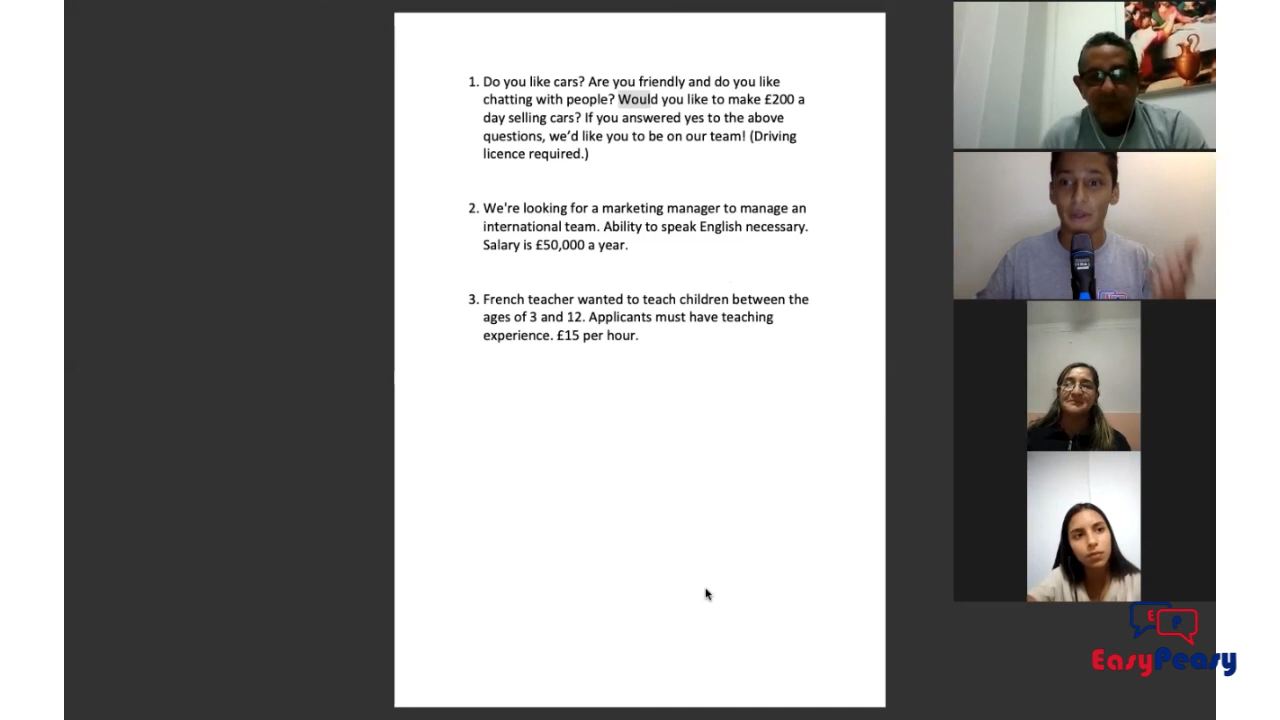 1. Do you like cars? Are you friendly and do you like
chatting with people? Would you like to make £200 a
day selling cars? If you answered yes to the above
questions, we’d like you to be on our team! (Driving
licence required.)
2. We're looking for a marketing manager to manage an
international team. Ability to speak English necessary.
Salary is £50,000 a year.
3. French teacher wanted to teach children between the
ages of 3 and 12. Applicants must have teaching
experience. £15 per hour.
E P
EasyPeasy